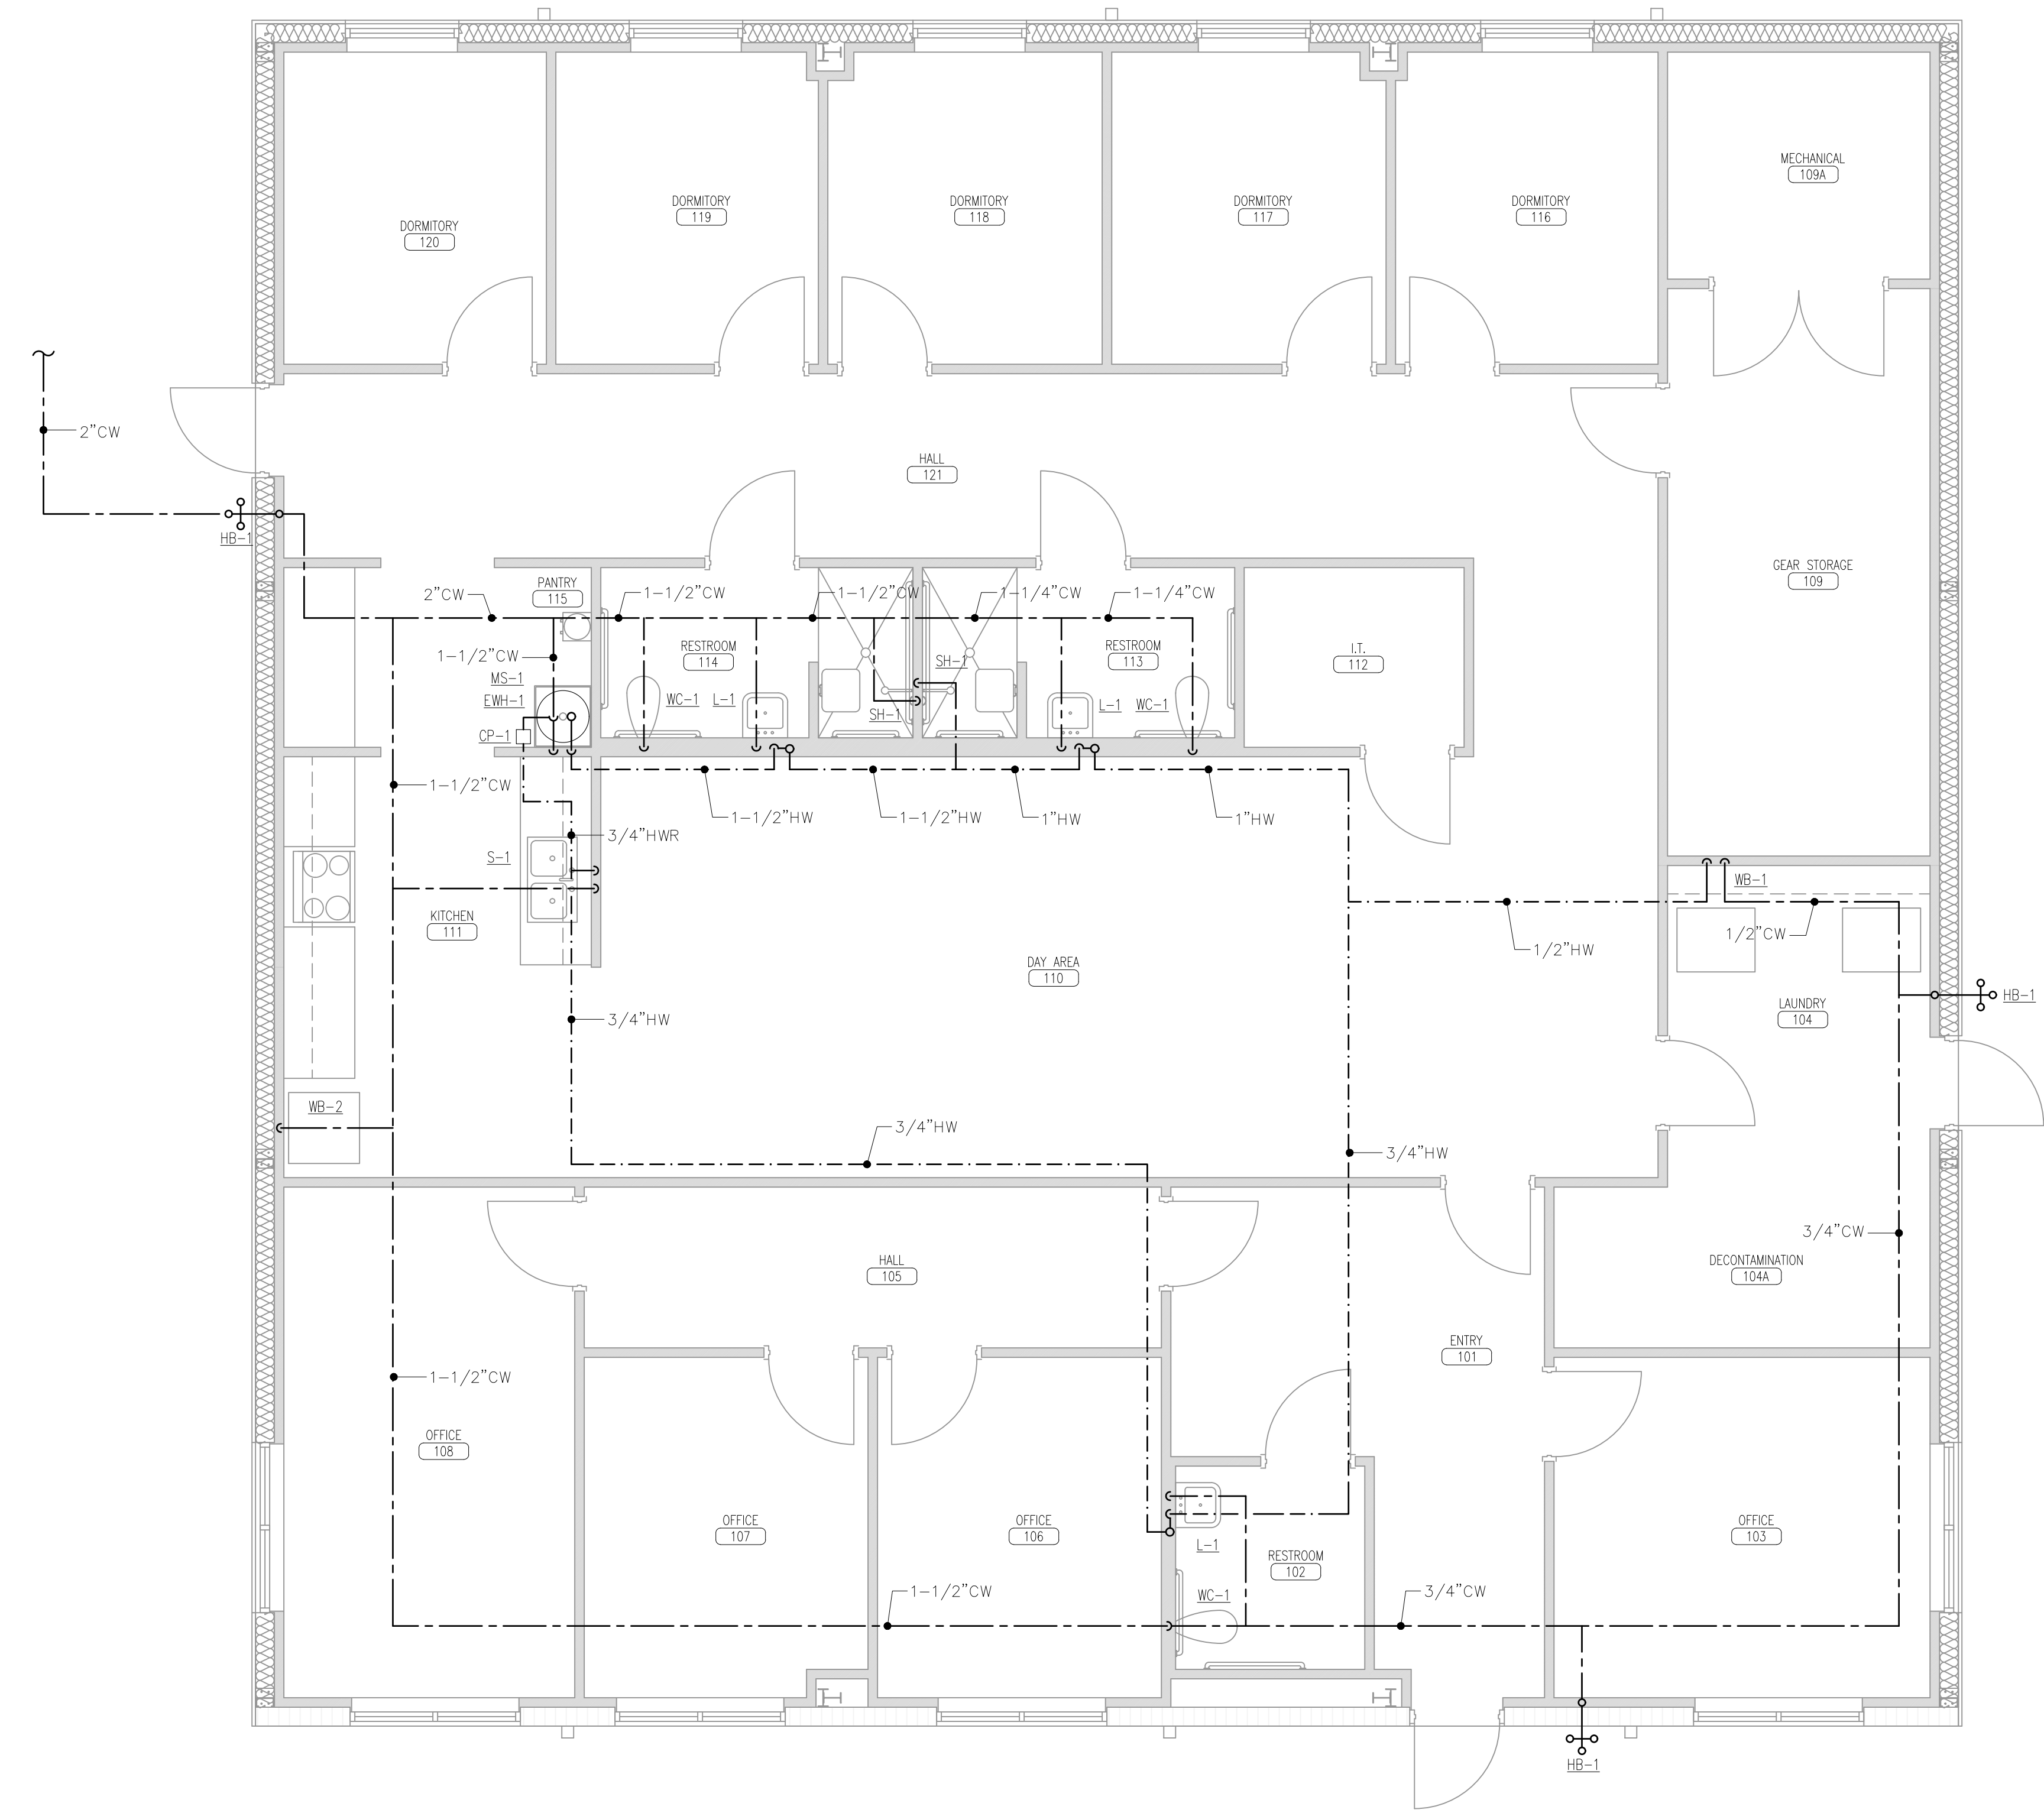 MECHANICAL
109A
DORMITORY
119
DORMITORY
118
DORMITORY
117
DORMITORY
116
DORMITORY
120
2"CW
HALL
121
HB-1
GEAR STORAGE
109
PANTRY
115
2"CW
1-1/2"CW
1-1/2"CW
1-1/4"CW
1-1/4"CW
1-1/2"CW
RESTROOM
114
RESTROOM
113
I.T.
112
SH-1
MS-1
EWH-1
WC-1
L-1
SH-1
L-1
WC-1
CP-1
1-1/2"CW
1-1/2"HW
1-1/2"HW
1"HW
1"HW
3/4"HWR
S-1
WB-1
KITCHEN
111
1/2"CW
1/2"HW
DAY AREA
110
HB-1
LAUNDRY
104
3/4"HW
WB-2
3/4"HW
3/4"HW
3/4"CW
HALL
105
DECONTAMINATION
104A
ENTRY
101
1-1/2"CW
OFFICE
108
OFFICE
107
OFFICE
106
OFFICE
103
L-1
RESTROOM
102
1-1/2"CW
WC-1
3/4"CW
HB-1